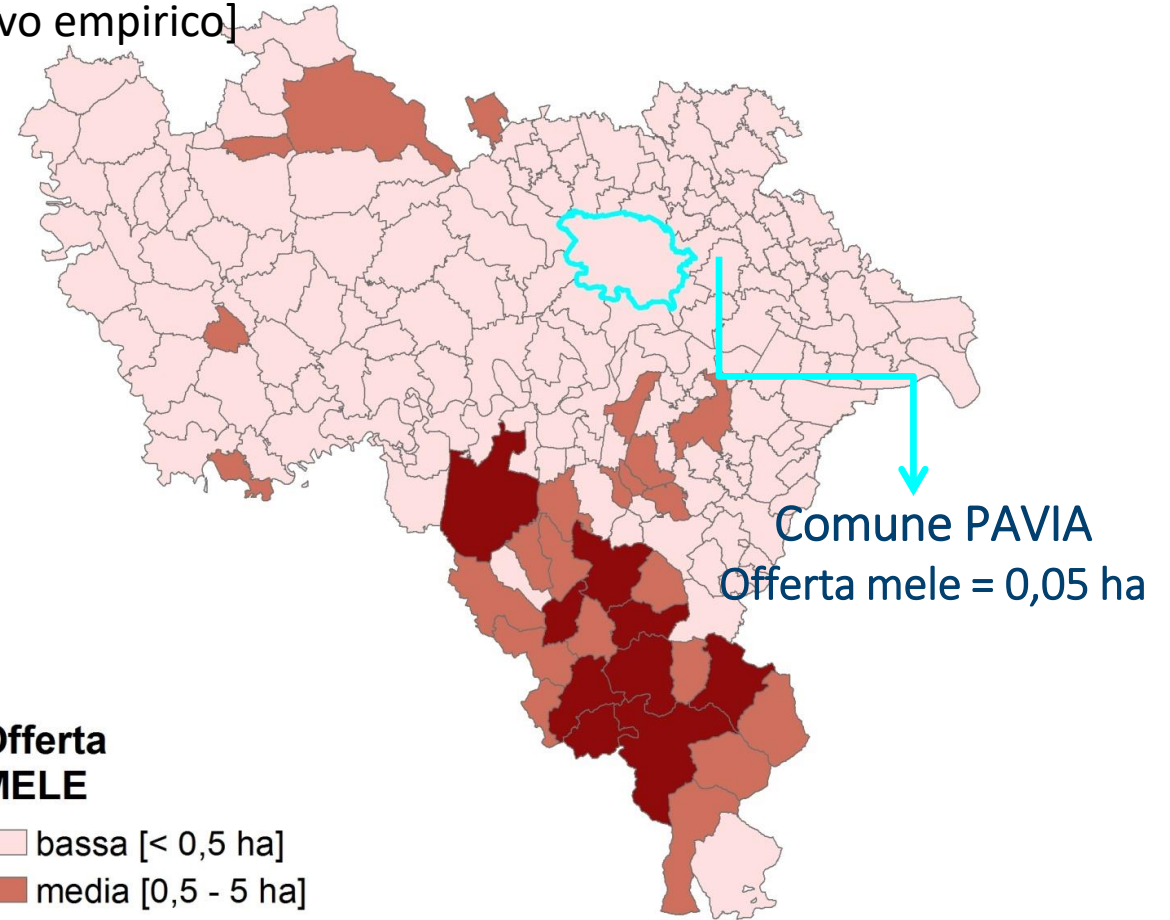 vo empirico]
Comune PAVIA
Offerta mele = 0,05 ha
Offerta
MELE
bassa [< 0,5 ha]
media [0,5 - 5 ha]